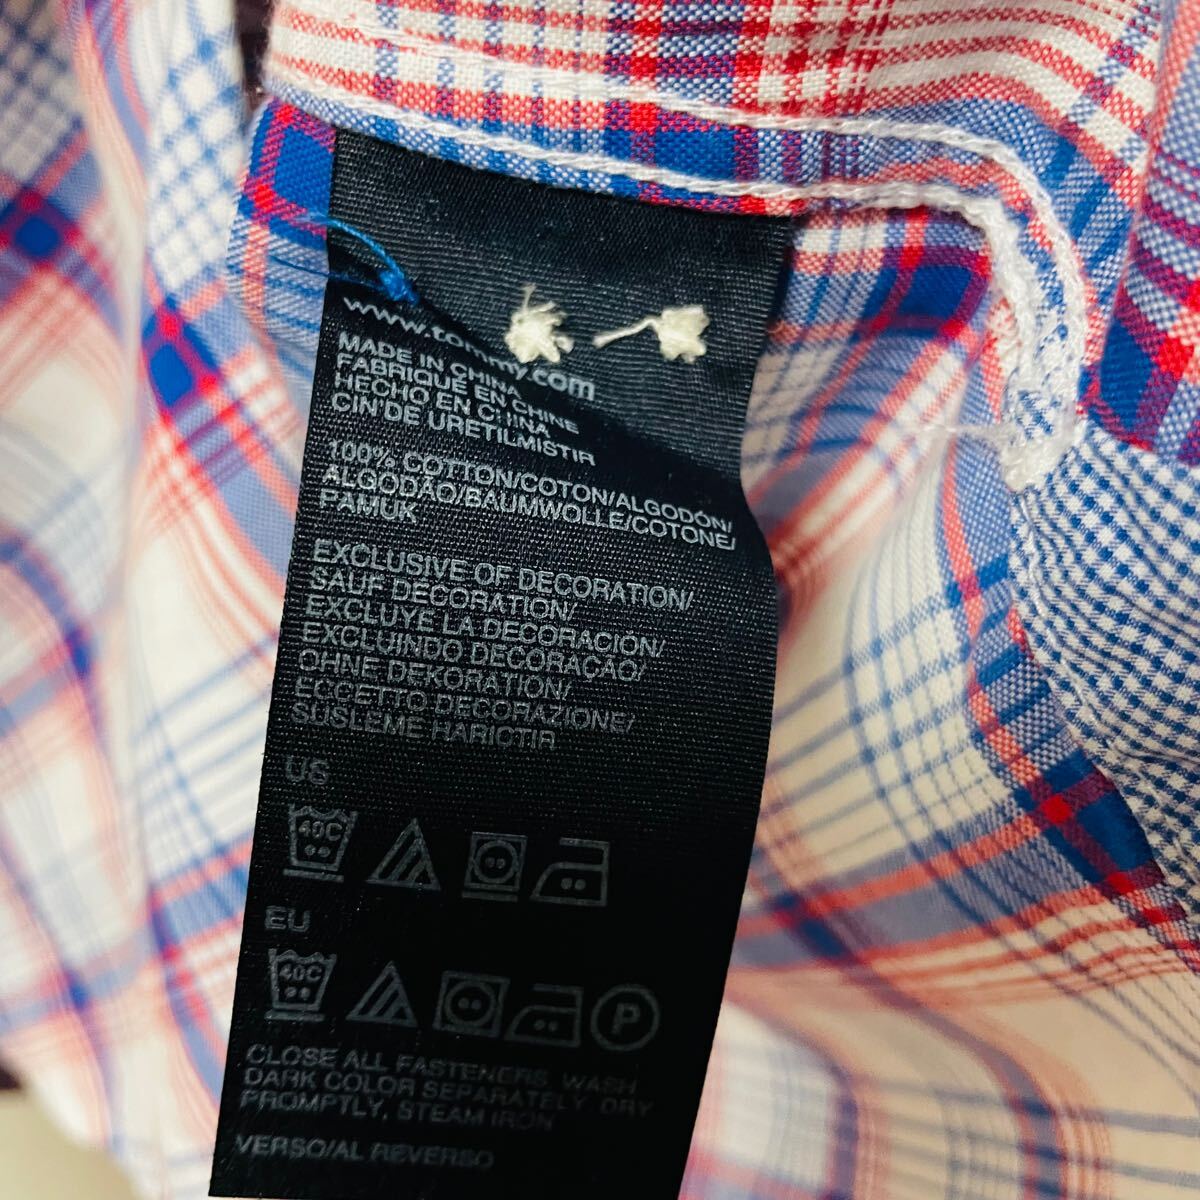 www.tommy.com
MADE IN CHINA
FABRIQUÉ EN CHINE
HECHO EN CHINA
CIN'DE URETILMISTIR
100% COTTON/COTON/ALGODÓN/
ALGODÃO/BAUMWOLLE/COTONE/
PAMUK
EXCLUSIVE OF DECORATION/
SAUF DECORATION/
EXCLUYE LA DECORACIÓN/
EXCLUINDO DECORAÇAO/
OHNE DEKORATION/
ECCETTO DECORAZIONE/
SUSLEME HARICTIR
US
40C
EU
40C
P
CLOSE ALL FASTENERS, WASH
DARK COLOR SEPARATELY, DRY
PROMPTLY, STEAM IRON
VERSO/AL REVERSO